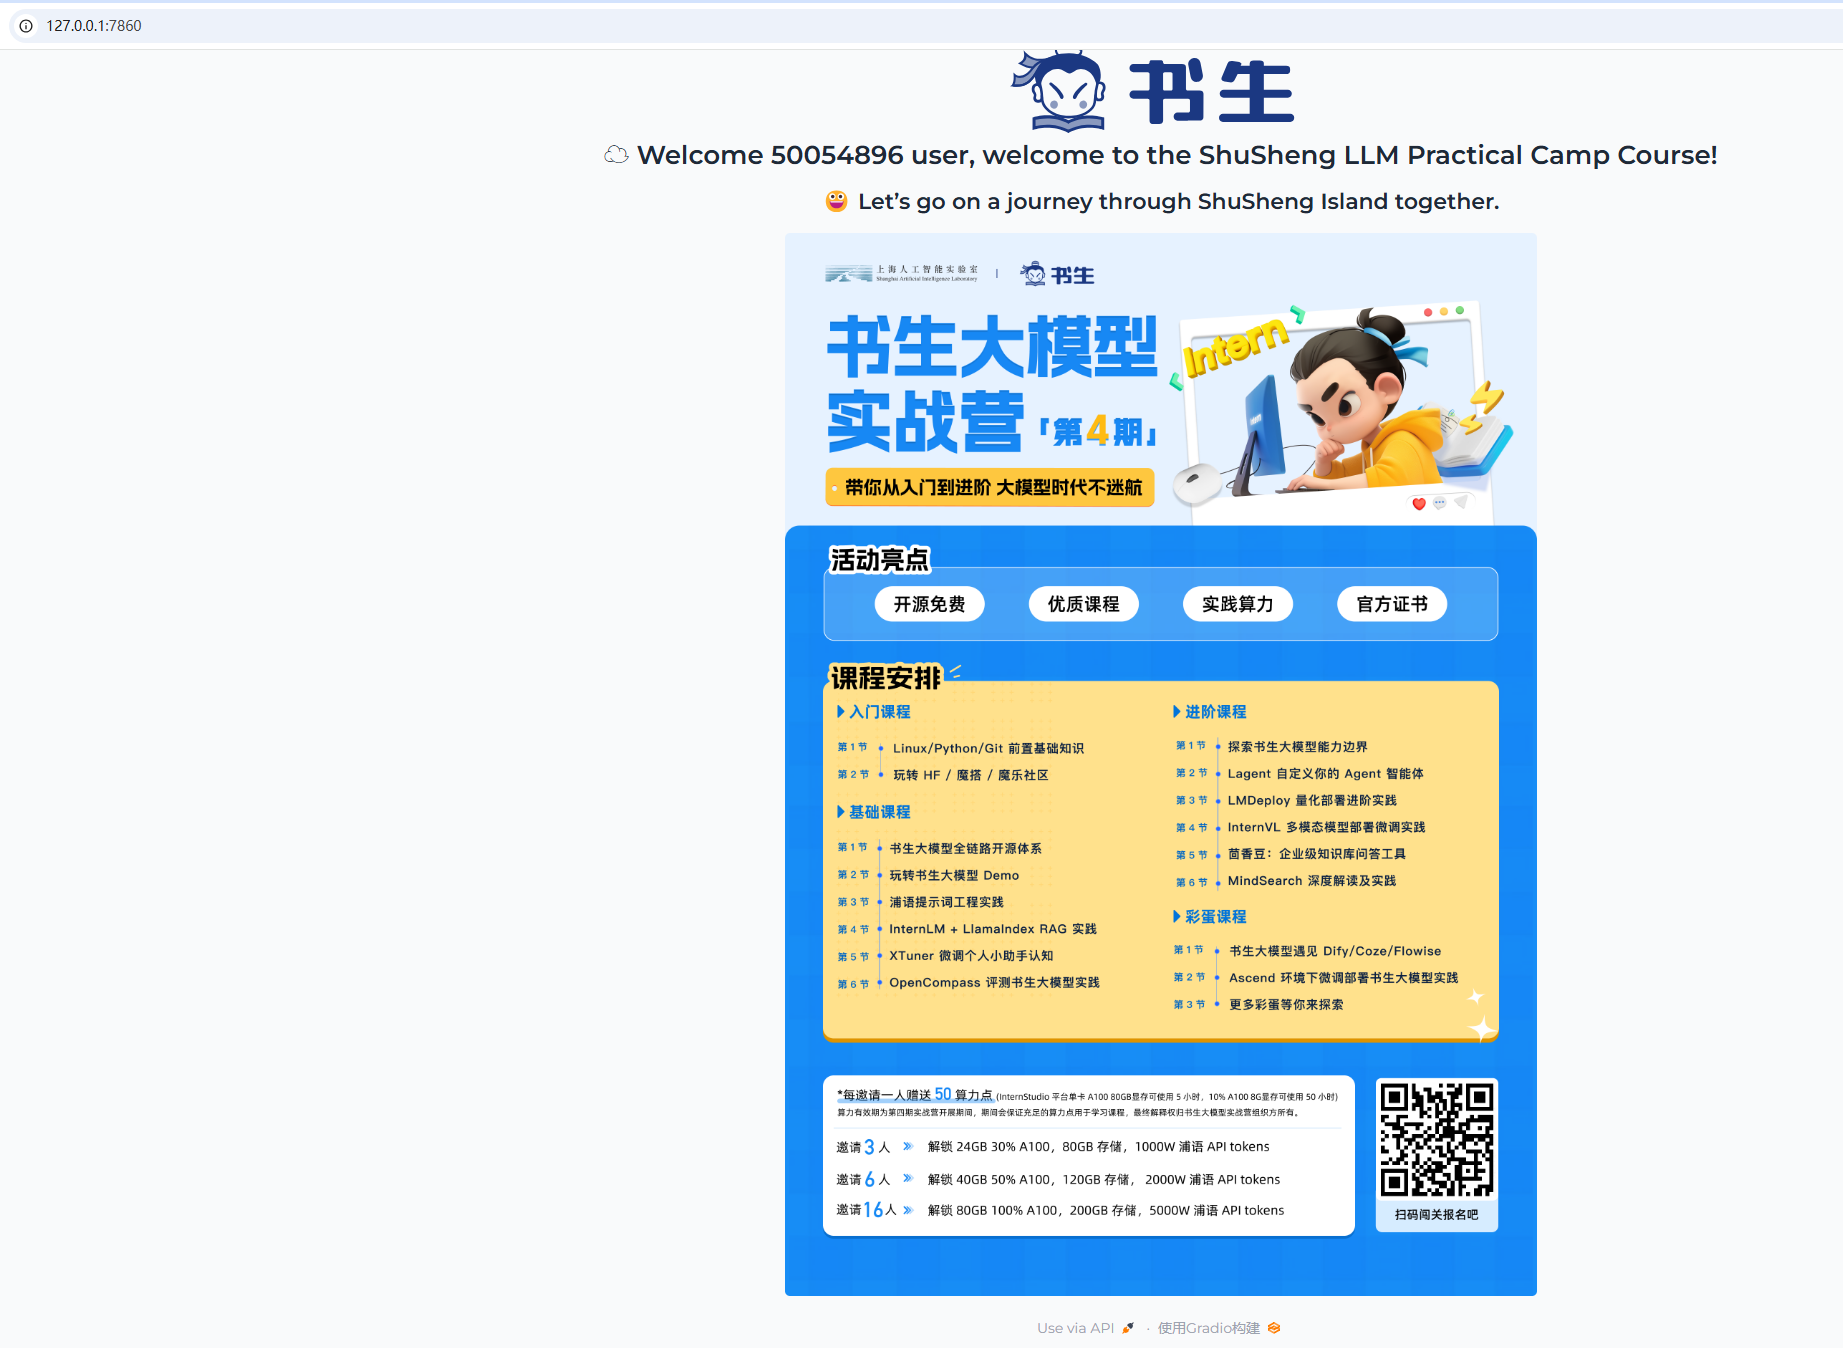 127.0.0.1:7860
书生
Welcome 50054896 user, welcome to the ShuSheng LLM Practical Camp Course!
Let's go on a journey through ShuSheng Island together.
上海人工智能实验室
Shanghai Artificial Intelligence Laboratory
书生
书生大模型
实战营「第4期」
Intern
带你从入门到进阶 大模型时代不迷航
活动亮点
开源免费
优质课程
实践算力
官方证书
课程安排
入门课程
第1节 Linux/Python/Git 前置基础知识
第2节 玩转 HF / 魔搭 / 魔乐社区
基础课程
第1节 书生大模型全链路开源体系
第2节 玩转书生大模型 Demo
第3节 浦语提示词工程实践
第4节 InternLM + LlamaIndex RAG 实践
第5节 XTuner 微调个人小助手认知
第6节 OpenCompass 评测书生大模型实践
进阶课程
第1节 探索书生大模型能力边界
第2节 Lagent 自定义你的 Agent 智能体
第3节 LMDeploy 量化部署进阶实践
第4节 InternVL 多模态模型部署微调实践
第5节 茴香豆：企业级知识库问答工具
第6节 MindSearch 深度解读及实践
彩蛋课程
第1节 书生大模型遇见 Dify/Coze/Flowise
第2节 Ascend 环境下微调部署书生大模型实践
第3节 更多彩蛋等你来探索
*每邀请一人赠送 50 算力点 (InternStudio 平台单卡 A100 80GB显存可使用 5 小时，10% A100 8G显存可使用 50 小时)
算力有效期为第四期实战营开展期间，期间会保证充足的算力点用于学习课程，最终解释权归书生大模型实战营组织方所有。
邀请3人 解锁 24GB 30% A100，80GB 存储，1000W 浦语 API tokens
邀请6人 解锁 40GB 50% A100，120GB 存储， 2000W 浦语 API tokens
邀请16人 解锁 80GB 100% A100，200GB 存储，5000W 浦语 API tokens
扫码闯关报名吧
Use via API · 使用Gradio构建